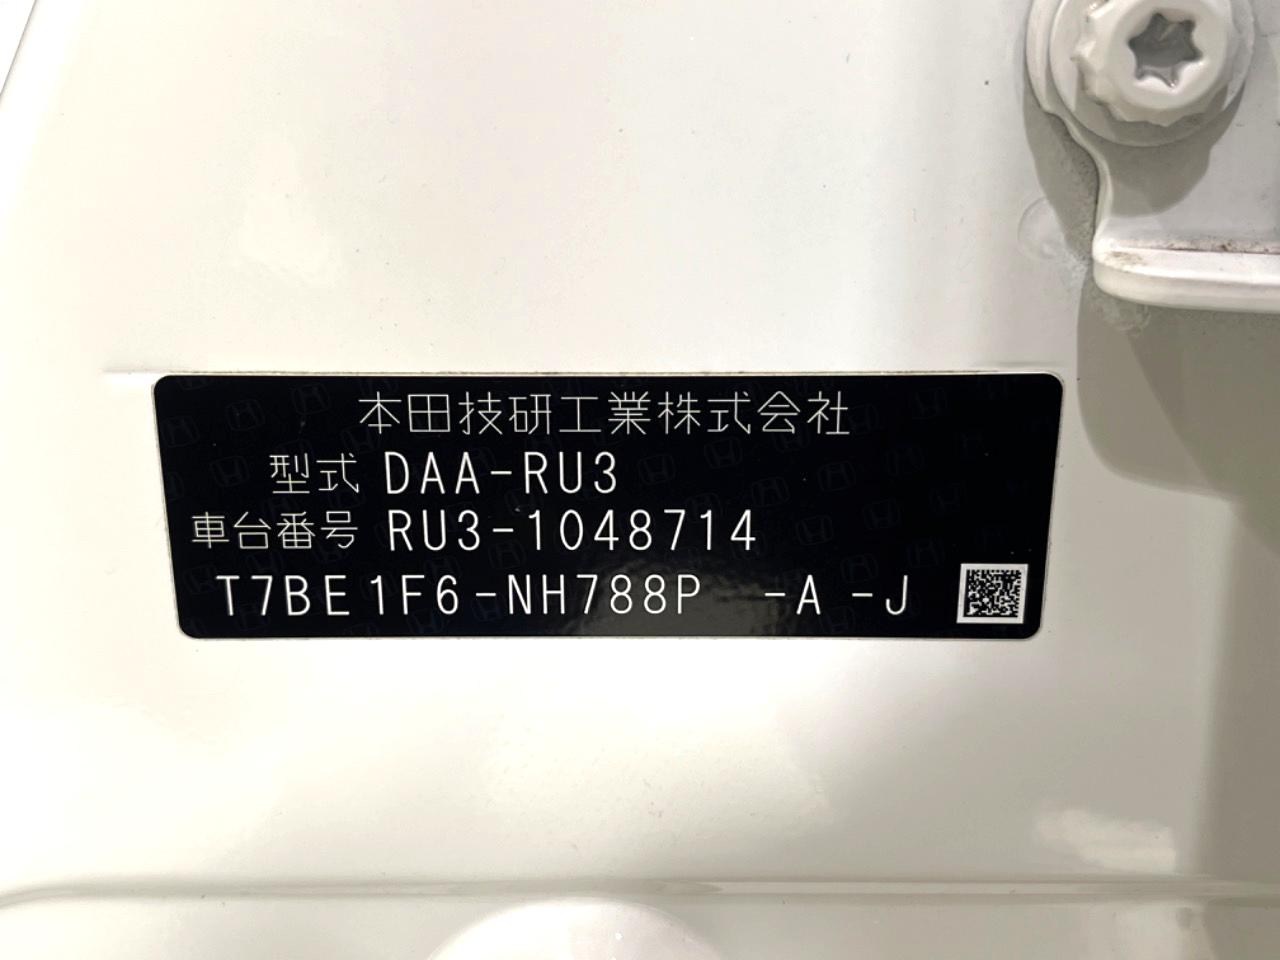 本田技研工業株式会社
型式 DAA-RU3
車台番号 RU3-1048714
T7BE1F6-NH788P -A -J